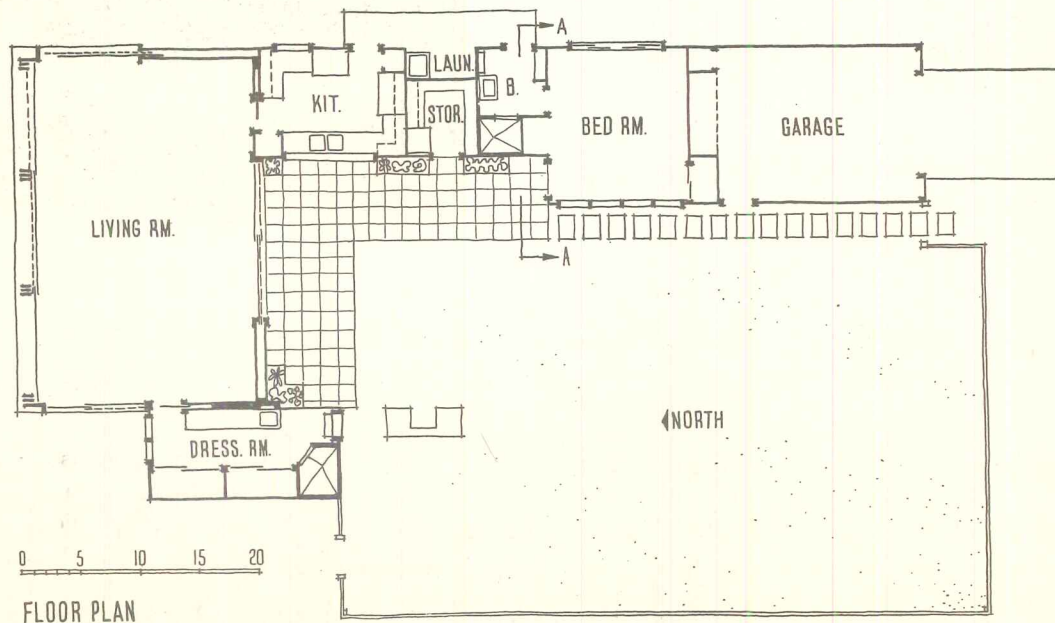 A
LAUN.
KIT.
B.
STOR.
BED RM.
GARAGE
LIVING RM.
A
NORTH
DRESS. RM.
0 5 10 15 20
FLOOR PLAN